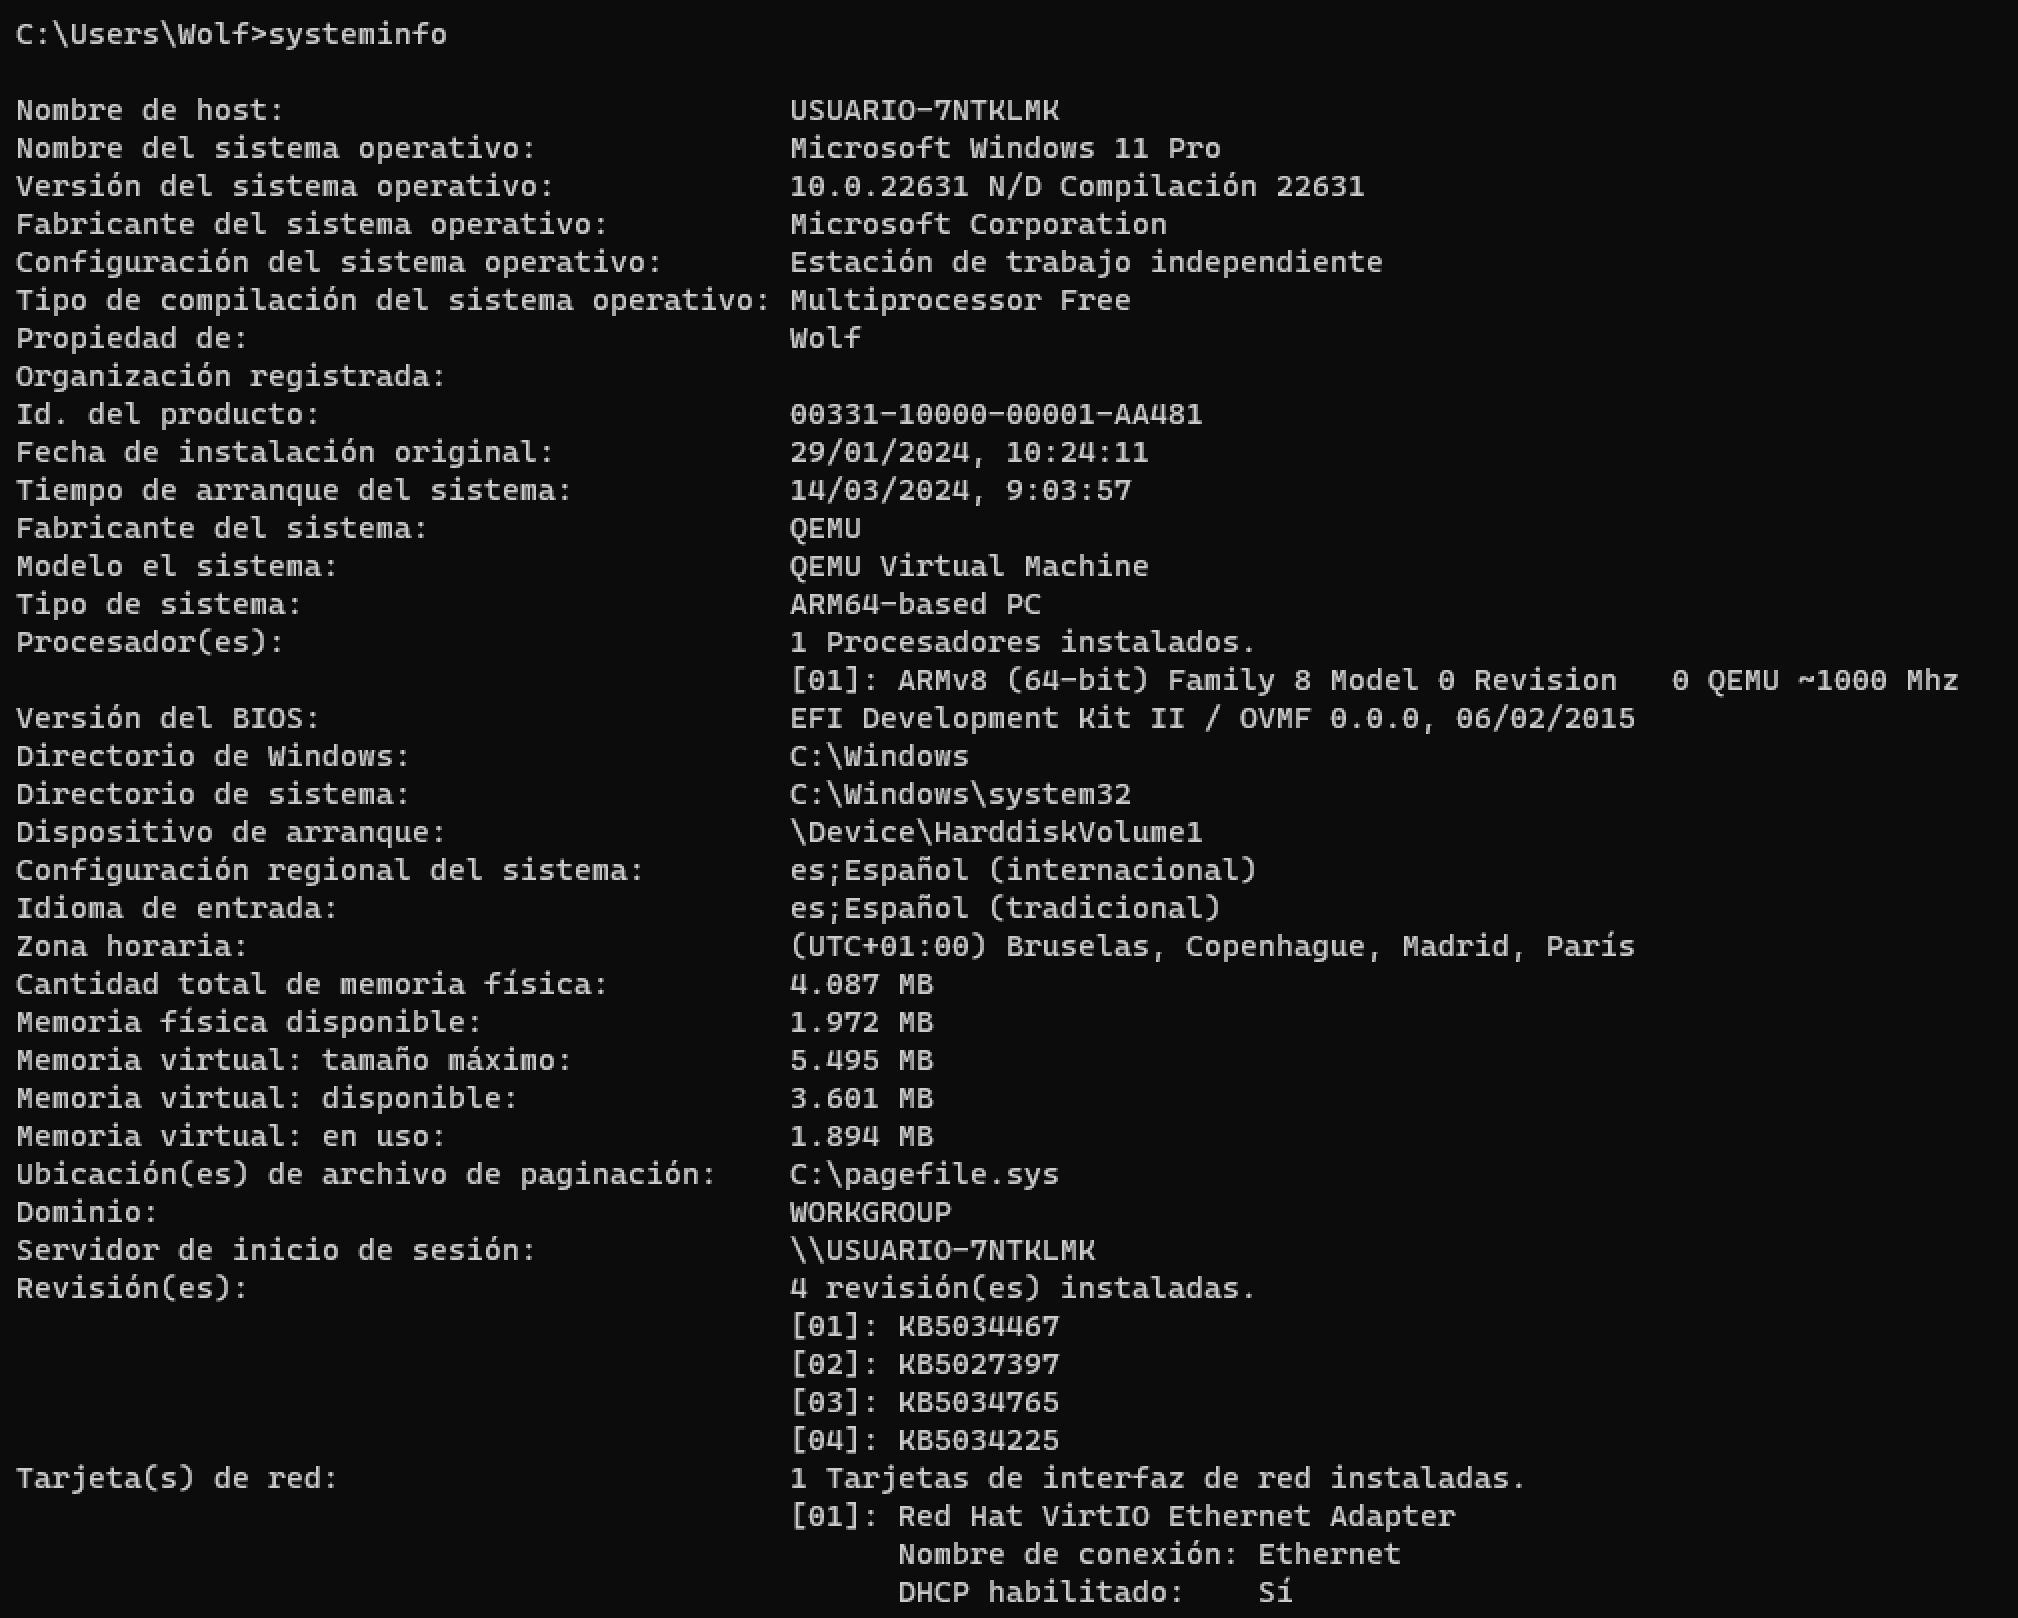 C:\Users\Wolf>systeminfo
Nombre de host: USUARIO-7NTKLMK
Nombre del sistema operativo: Microsoft Windows 11 Pro
Versión del sistema operativo: 10.0.22631 N/D Compilación 22631
Fabricante del sistema operativo: Microsoft Corporation
Configuración del sistema operativo: Estación de trabajo independiente
Tipo de compilación del sistema operativo: Multiprocessor Free
Propiedad de: Wolf
Organización registrada:
Id. del producto: 00331-10000-00001-AA481
Fecha de instalación original: 29/01/2024, 10:24:11
Tiempo de arranque del sistema: 14/03/2024, 9:03:57
Fabricante del sistema: QEMU
Modelo el sistema: QEMU Virtual Machine
Tipo de sistema: ARM64-based PC
Procesador(es): 1 Procesadores instalados.
[01]: ARMv8 (64-bit) Family 8 Model 0 Revision   0 QEMU ~1000 Mhz
Versión del BIOS: EFI Development Kit II / OVMF 0.0.0, 06/02/2015
Directorio de Windows: C:\Windows
Directorio de sistema: C:\Windows\system32
Dispositivo de arranque: \Device\HarddiskVolume1
Configuración regional del sistema: es;Español (internacional)
Idioma de entrada: es;Español (tradicional)
Zona horaria: (UTC+01:00) Bruselas, Copenhague, Madrid, París
Cantidad total de memoria física: 4.087 MB
Memoria física disponible: 1.972 MB
Memoria virtual: tamaño máximo: 5.495 MB
Memoria virtual: disponible: 3.601 MB
Memoria virtual: en uso: 1.894 MB
Ubicación(es) de archivo de paginación: C:\pagefile.sys
Dominio: WORKGROUP
Servidor de inicio de sesión: \\USUARIO-7NTKLMK
Revisión(es): 4 revisión(es) instaladas.
[01]: KB5034467
[02]: KB5027397
[03]: KB5034765
[04]: KB5034225
Tarjeta(s) de red: 1 Tarjetas de interfaz de red instaladas.
[01]: Red Hat VirtIO Ethernet Adapter
Nombre de conexión: Ethernet
DHCP habilitado:    Sí